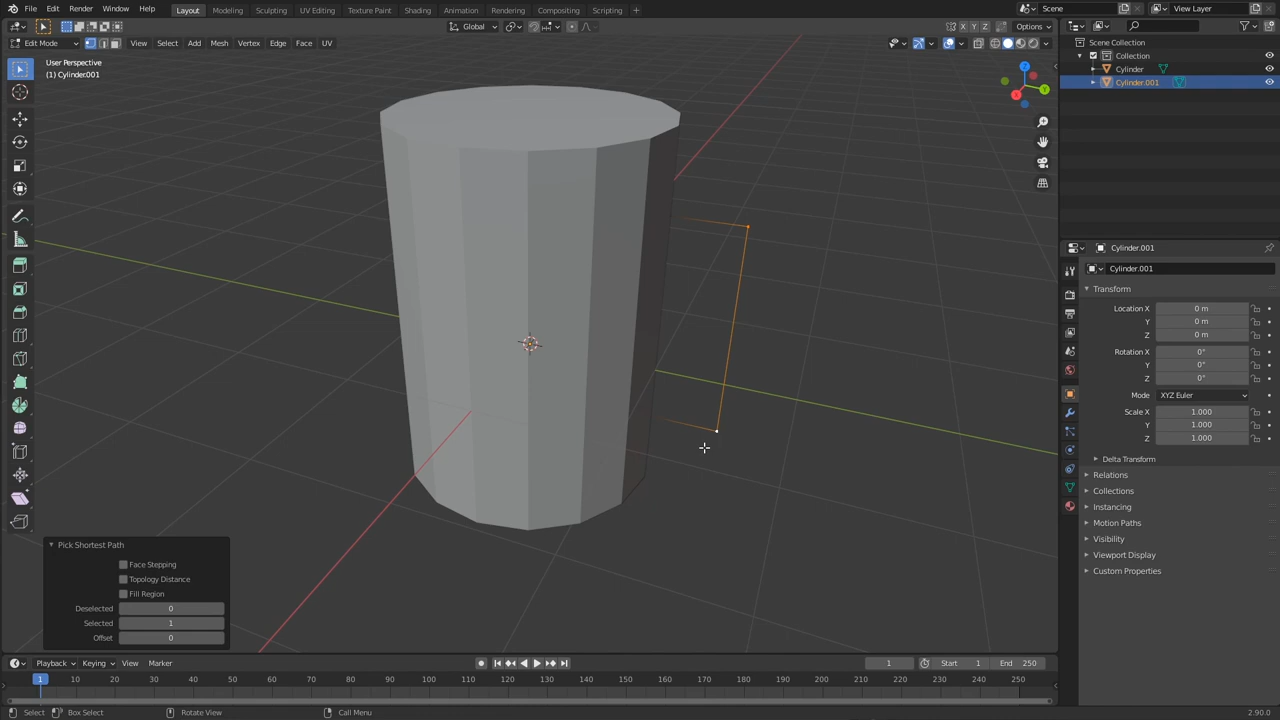 File Edit Render Window Help Layout Modeling Sculpting UV Editing Texture Paint Shading Animation Rendering Compositing Scripting + Scene View Layer
Global X Y Z Options
Edit Mode View Select Add Mesh Vertex Edge Face UV
User Perspective
(1) Cylinder.001
Z
Y
X
Scene Collection
Collection
Cylinder
Cylinder.001
Cylinder.001
Cylinder.001
Transform
Location X 0 m
Y 0 m
Z 0 m
Rotation X 0°
Y 0°
Z 0°
Mode XYZ Euler
Scale X 1.000
Y 1.000
Z 1.000
Delta Transform
Relations
Collections
Instancing
Motion Paths
Visibility
Viewport Display
Custom Properties
Pick Shortest Path
Face Stepping
Topology Distance
Fill Region
Deselected 0
Selected 1
Offset 0
Playback Keying View Marker 1 Start 1 End 250
1 10 20 30 40 50 60 70 80 90 100 110 120 130 140 150 160 170 180 190 200 210 220 230 240 250
Select Box Select Rotate View Call Menu 2.90.0